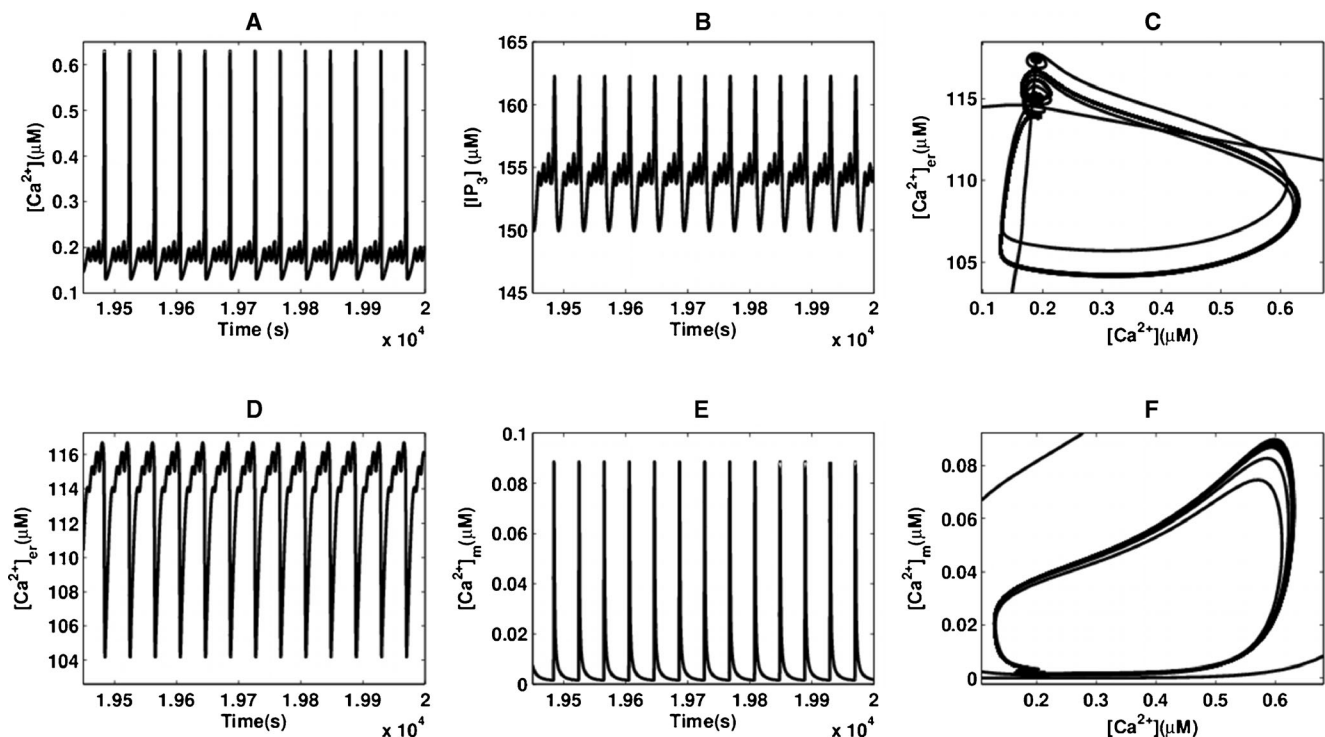 A
[Ca2+](μM)
0.6
0.5
0.4
0.3
0.2
0.1
1.95 1.96 1.97 1.98 1.99 2
Time (s)
x 10^4
B
[IP3] (μM)
165
160
155
150
145
1.95 1.96 1.97 1.98 1.99 2
Time(s)
x 10^4
C
[Ca2+]er(μM)
115
110
105
0.1 0.2 0.3 0.4 0.5 0.6
[Ca2+](μM)
D
[Ca2+]er(μM)
116
114
112
110
108
106
104
1.95 1.96 1.97 1.98 1.99 2
Time(s)
x 10^4
E
[Ca2+]m(μM)
0.1
0.08
0.06
0.04
0.02
0
1.95 1.96 1.97 1.98 1.99 2
Time(s)
x 10^4
F
[Ca2+]m(μM)
0.08
0.06
0.04
0.02
0
0.2 0.3 0.4 0.5 0.6
[Ca2+](μM)